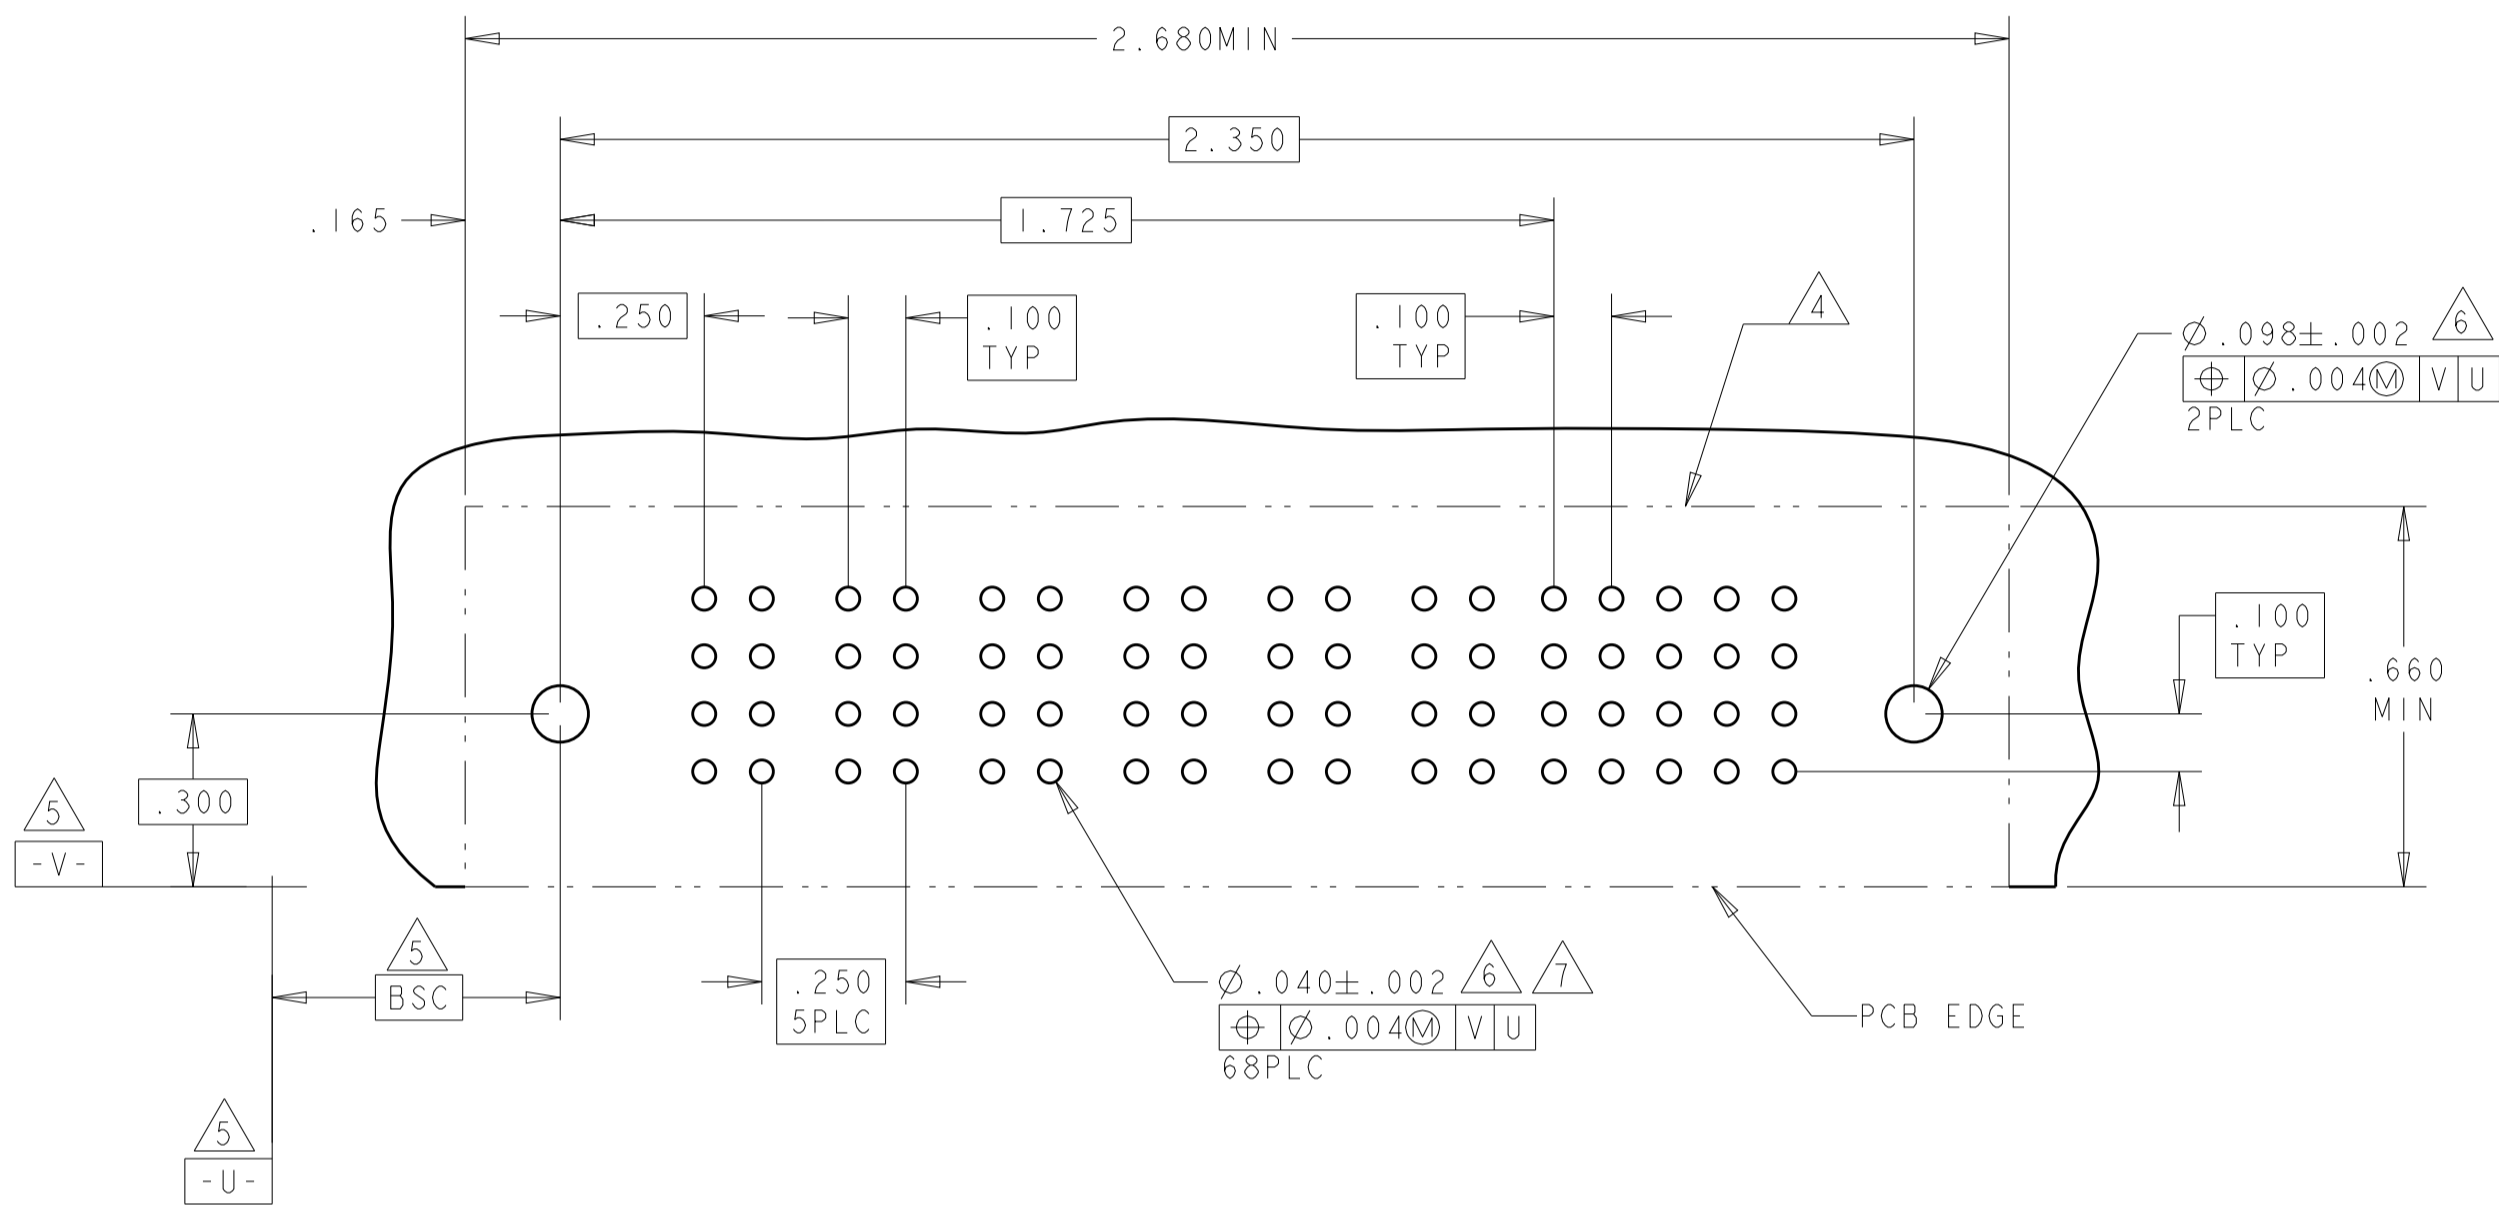 2.680MIN
2.350
.165
1.725
.250
.100
TYP
.100
TYP
4
Ø.098±.002 6
⌖ Ø.004Ⓜ V U
2PLC
.100
TYP
.660
MIN
5
.300
-V-
5
BSC
.250
5PLC
Ø.040±.002 6 7
⌖ Ø.004Ⓜ V U
68PLC
PCB EDGE
5
-U-